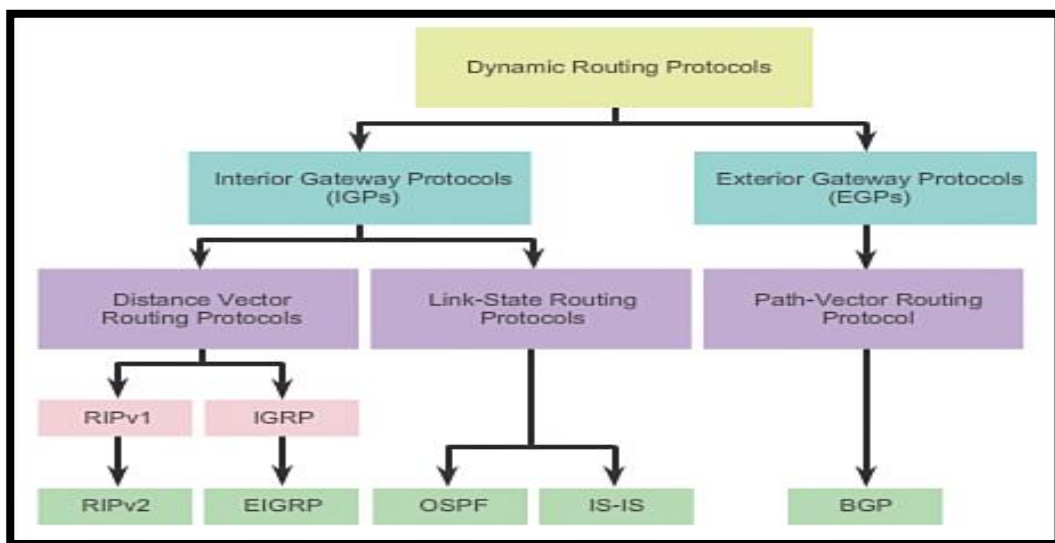 Dynamic Routing Protocols
Interior Gateway Protocols
(IGPs)
Exterior Gateway Protocols
(EGPs)
Distance Vector
Routing Protocols
Link-State Routing
Protocols
Path-Vector Routing
Protocol
RIPv1
IGRP
RIPv2
EIGRP
OSPF
IS-IS
BGP